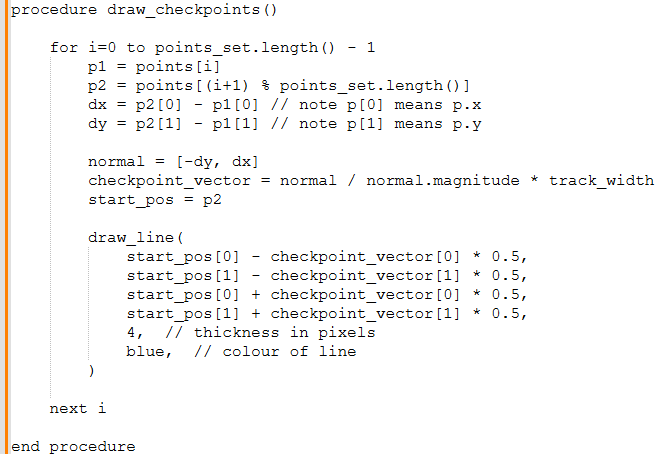 procedure draw_checkpoints()
for i=0 to points_set.length() - 1
p1 = points[i]
p2 = points[(i+1) % points_set.length()]
dx = p2[0] - p1[0] // note p[0] means p.x
dy = p2[1] - p1[1] // note p[1] means p.y
normal = [-dy, dx]
checkpoint_vector = normal / normal.magnitude * track_width
start_pos = p2
draw_line(
start_pos[0] - checkpoint_vector[0] * 0.5,
start_pos[1] - checkpoint_vector[1] * 0.5,
start_pos[0] + checkpoint_vector[0] * 0.5,
start_pos[1] + checkpoint_vector[1] * 0.5,
4,  // thickness in pixels
blue,  // colour of line
)
next i
end procedure